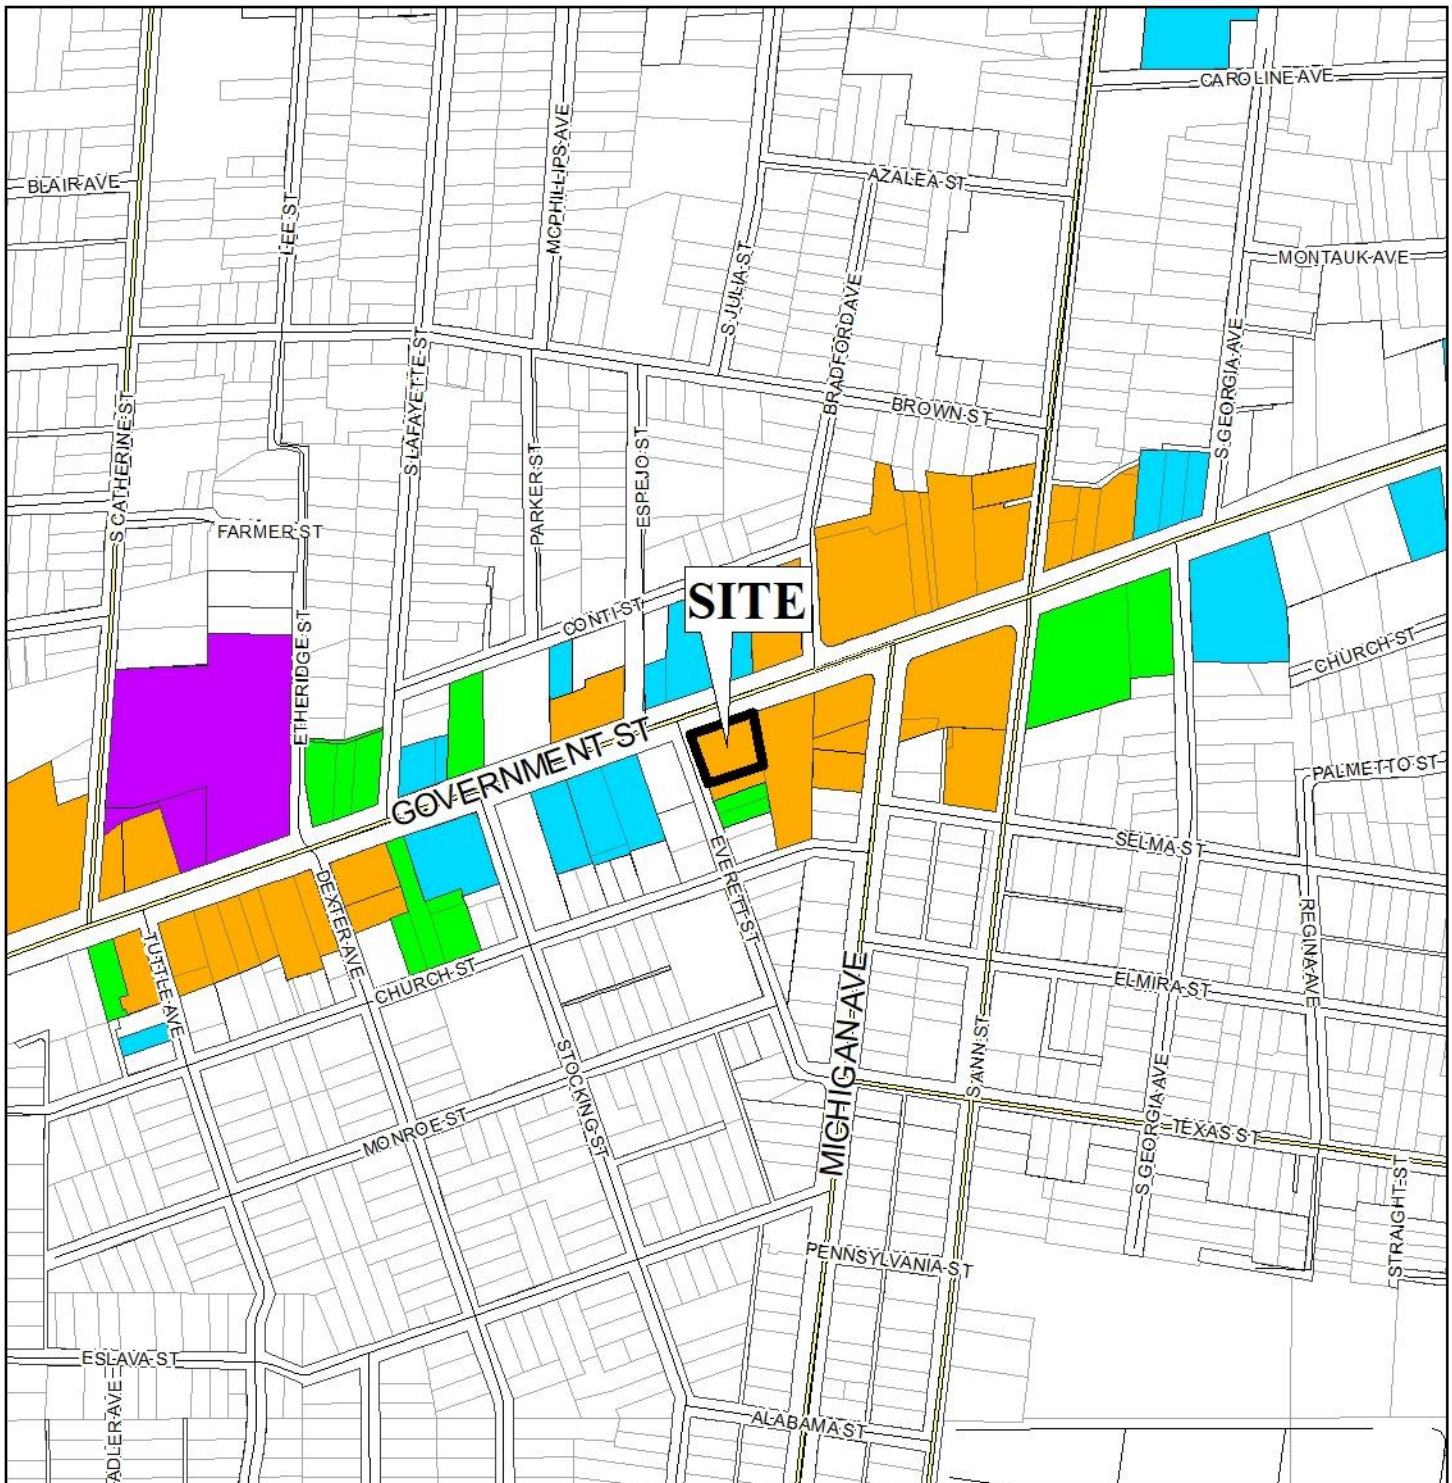 CAROLINE AVE
BLAIR AVE
AZALEA ST
LEE ST
MCPHILLIPS AVE
MONTAUK AVE
S JULIA ST
BRADFORD AVE
S GEORGIA AVE
S LAFAYETTE ST
BROWN ST
S CATHERINE ST
PARKER ST
ESPEJO ST
FARMER ST
SITE
CONTI ST
ETHERIDGE ST
CHURCH ST
GOVERNMENT ST
PALMETTO ST
SELMA ST
EVERETT ST
DEXTER AVE
TUTTLE AVE
REGINA AVE
CHURCH ST
ELMIRA ST
MICHIGAN AVE
S ANN ST
STOCKING ST
MONROE ST
S GEORGIA AVE
TEXAS ST
STRAIGHT ST
PENNSYLVANIA ST
ESLAVA ST
ADLER AVE
ALABAMA ST